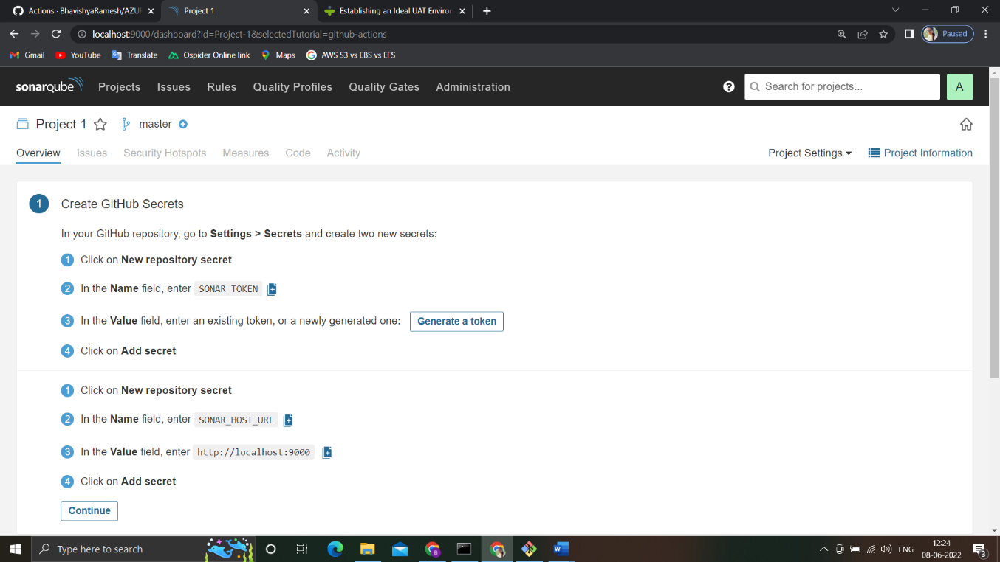 Actions · BhavishyaRamesh/AZU
Project 1
Establishing an Ideal UAT Environ
localhost:9000/dashboard?id=Project-1&selectedTutorial=github-actions
Paused
Gmail
YouTube
Translate
Qspider Online link
Maps
AWS S3 vs EBS vs EFS
sonarqube
Projects
Issues
Rules
Quality Profiles
Quality Gates
Administration
?
Search for projects...
A
Project 1
master
Overview
Issues
Security Hotspots
Measures
Code
Activity
Project Settings
Project Information
1 Create GitHub Secrets
In your GitHub repository, go to Settings > Secrets and create two new secrets:
1 Click on New repository secret
2 In the Name field, enter SONAR_TOKEN
3 In the Value field, enter an existing token, or a newly generated one: Generate a token
4 Click on Add secret
1 Click on New repository secret
2 In the Name field, enter SONAR_HOST_URL
3 In the Value field, enter http://localhost:9000
4 Click on Add secret
Continue
Type here to search
B
W
ENG
12:24
08-06-2022
3